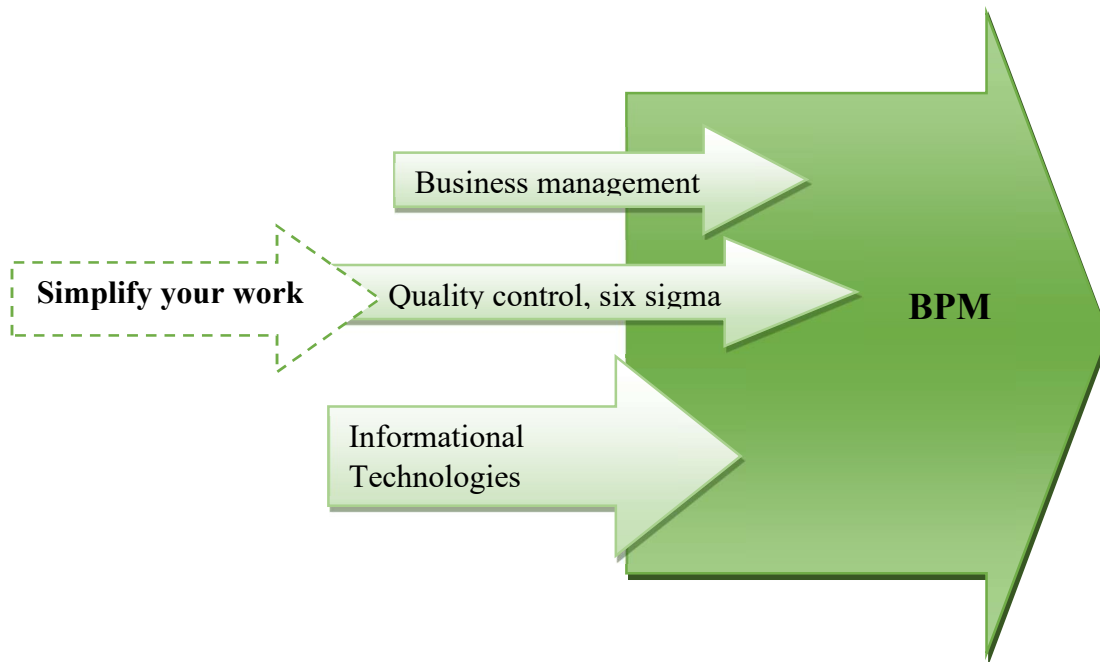 Business management
Simplify your work
Quality control, six sigma
BPM
Informational
Technologies